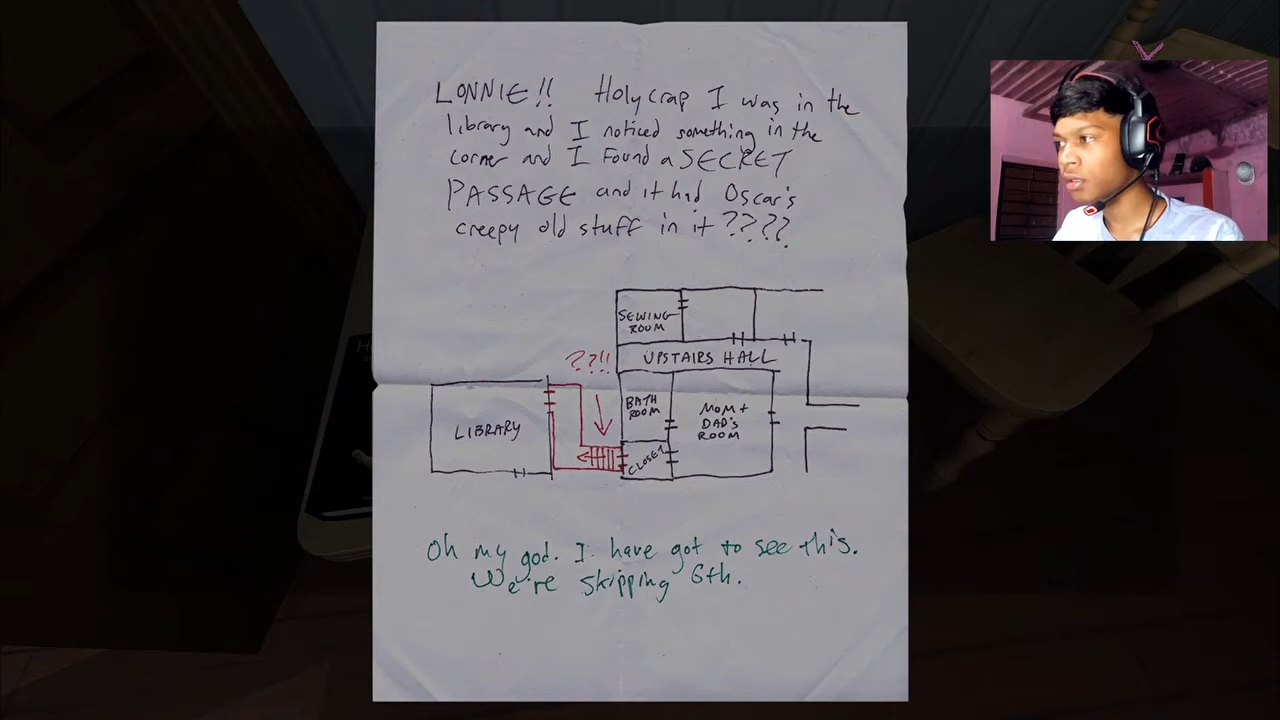 LONNIE!! Holy crap I was in the
library and I noticed something in the
corner and I found a SECRET
PASSAGE and it had Oscar's
creepy old stuff in it ????
SEWING
ROOM
UPSTAIRS HALL
??!!
BATH
ROOM
MOM +
DAD'S
ROOM
LIBRARY
CLOSET
Oh my god. I have got to see this.
We're skipping 6th.